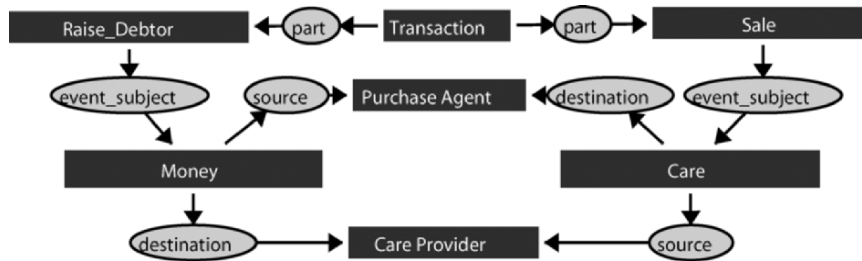 Raise_Debtor part Transaction part Sale
event_subject source Purchase Agent destination event_subject
Money Care
destination Care Provider source